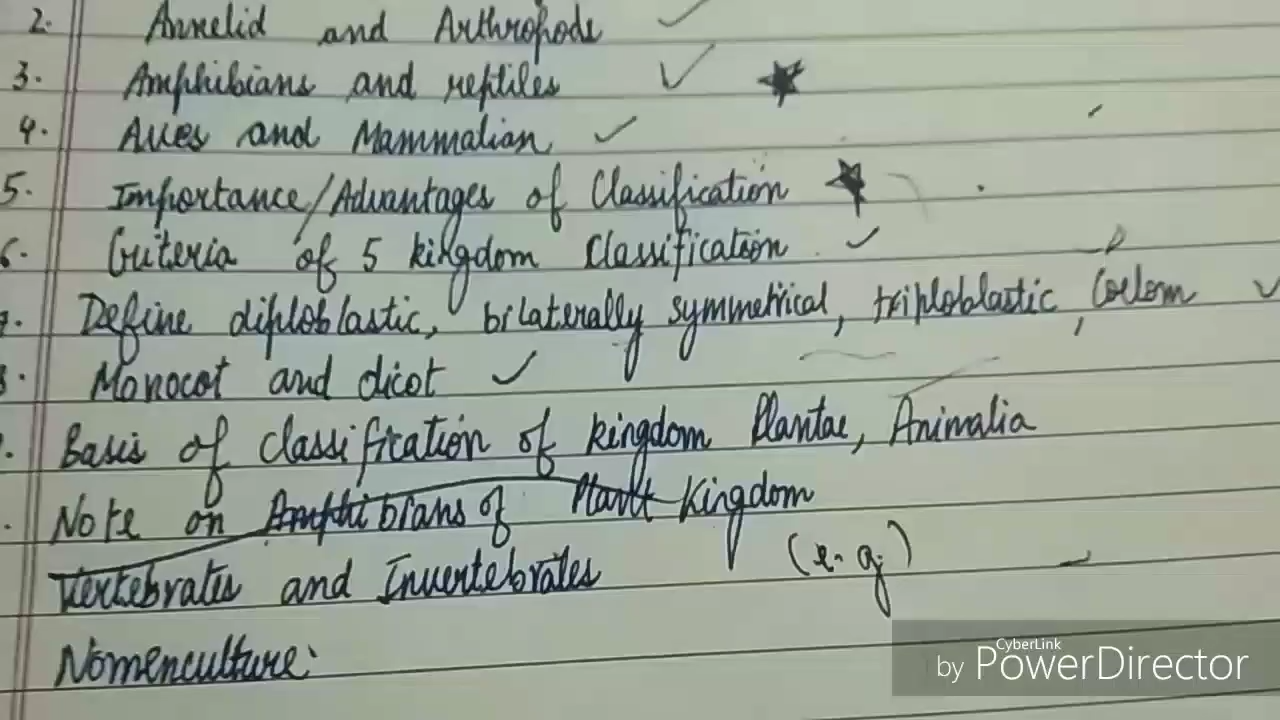 2. Annelid and Arthropods
3. Amphibians and reptiles
4. Aves and Mammalian
5. Importance/Advantages of Classification
6. Criteria of 5 kingdom Classification
7. Define diploblastic, bilaterally symmetrical, triploblastic, Coelom
8. Monocot and dicot
. Basis of classification of kingdom Plantae, Animalia
. Note on Amphibians of Plant Kingdom
Vertebrates and Invertebrates (e.g)
Nomenculture:
CyberLink
by PowerDirector